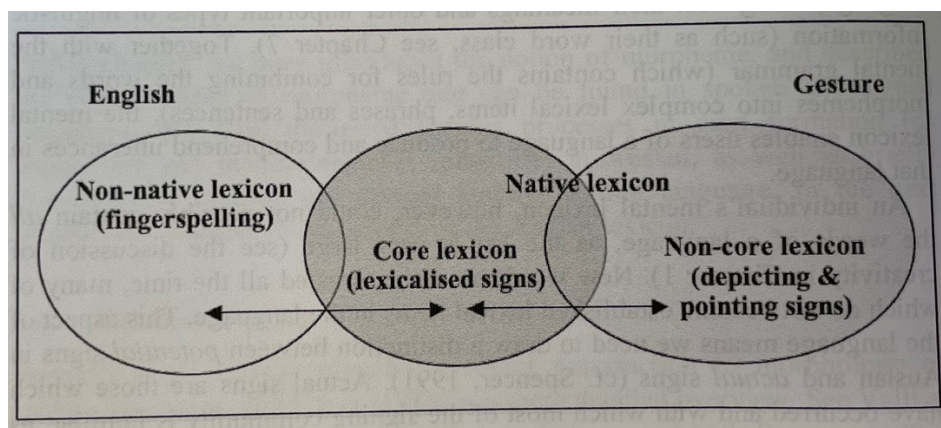 English
Gesture
Non-native lexicon
(fingerspelling)
Native lexicon
Core lexicon
(lexicalised signs)
Non-core lexicon
(depicting &
pointing signs)